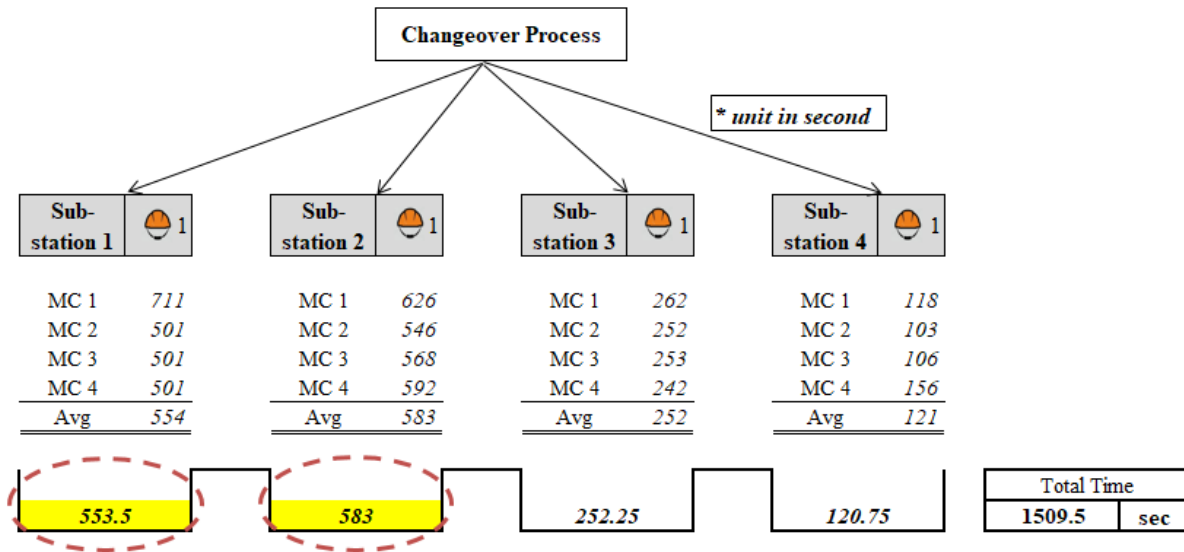 Changeover Process
* unit in second
Sub-
station 1
1
Sub-
station 2
1
Sub-
station 3
1
Sub-
station 4
1
MC 1 711
MC 2 501
MC 3 501
MC 4 501
Avg 554
MC 1 626
MC 2 546
MC 3 568
MC 4 592
Avg 583
MC 1 262
MC 2 252
MC 3 253
MC 4 242
Avg 252
MC 1 118
MC 2 103
MC 3 106
MC 4 156
Avg 121
553.5
583
252.25
120.75
Total Time
1509.5 sec